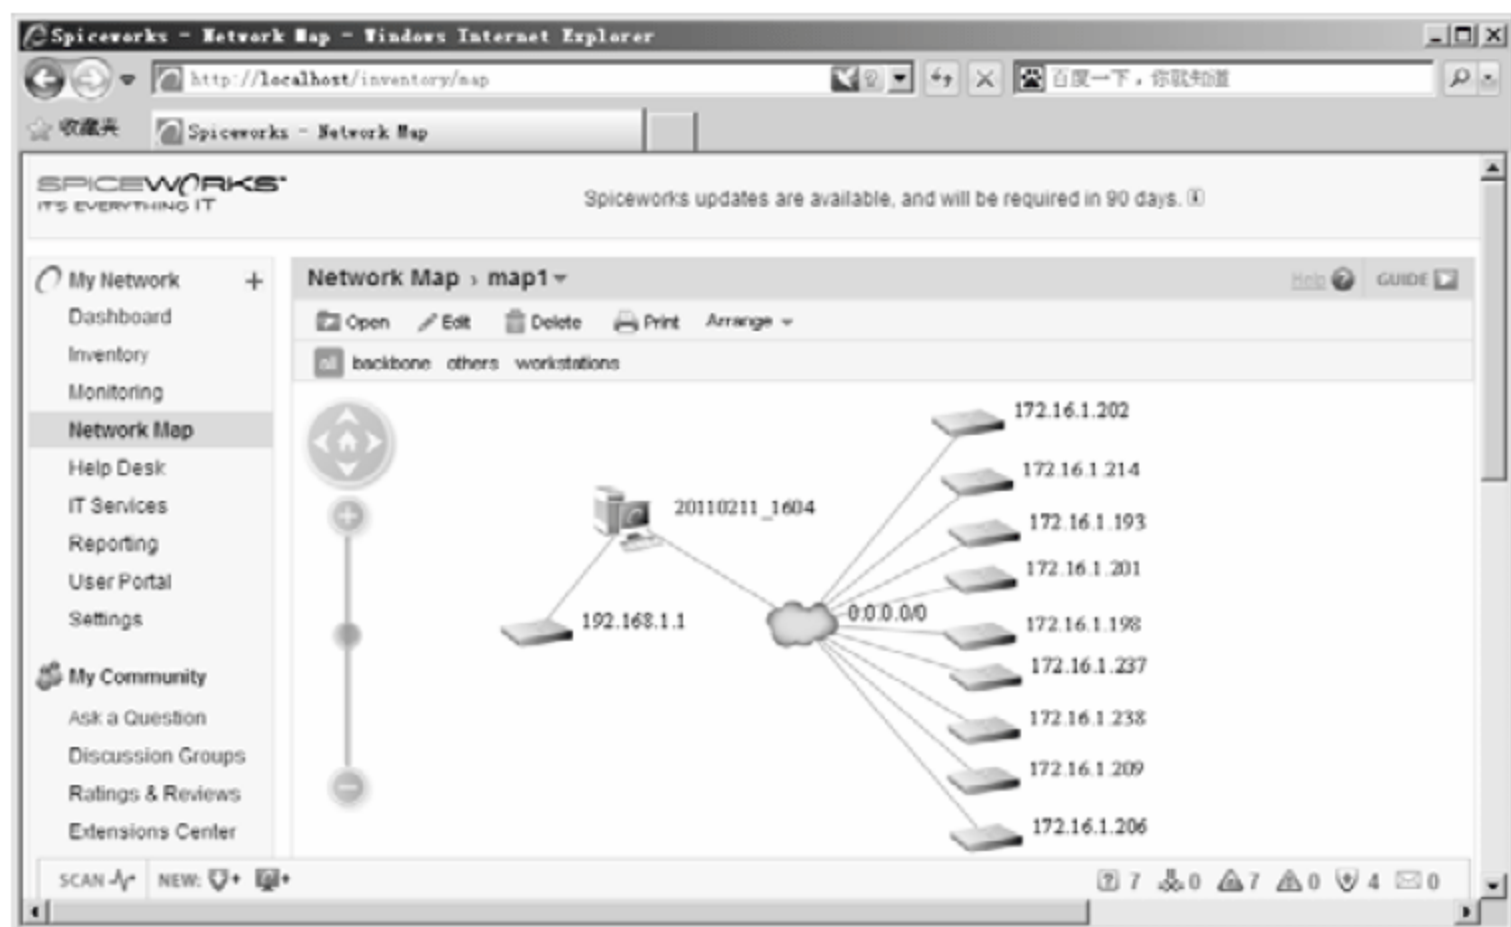 Spiceworks - Network Map - Windows Internet Explorer
http://localhost/inventory/map
百度一下，你就知道
收藏夹
Spiceworks - Network Map
SPICEWORKS
IT'S EVERYTHING IT
Spiceworks updates are available, and will be required in 90 days.
My Network +
Dashboard
Inventory
Monitoring
Network Map
Help Desk
IT Services
Reporting
User Portal
Settings
My Community
Ask a Question
Discussion Groups
Ratings & Reviews
Extensions Center
Network Map › map1
Help
GUIDE
Open Edit Delete Print Arrange
all backbone others workstations
172.16.1.202
172.16.1.214
20110211_1604
172.16.1.193
172.16.1.201
0.0.0.0/0
192.168.1.1
172.16.1.198
172.16.1.237
172.16.1.238
172.16.1.209
172.16.1.206
SCAN NEW:
7 0 7 0 4 0